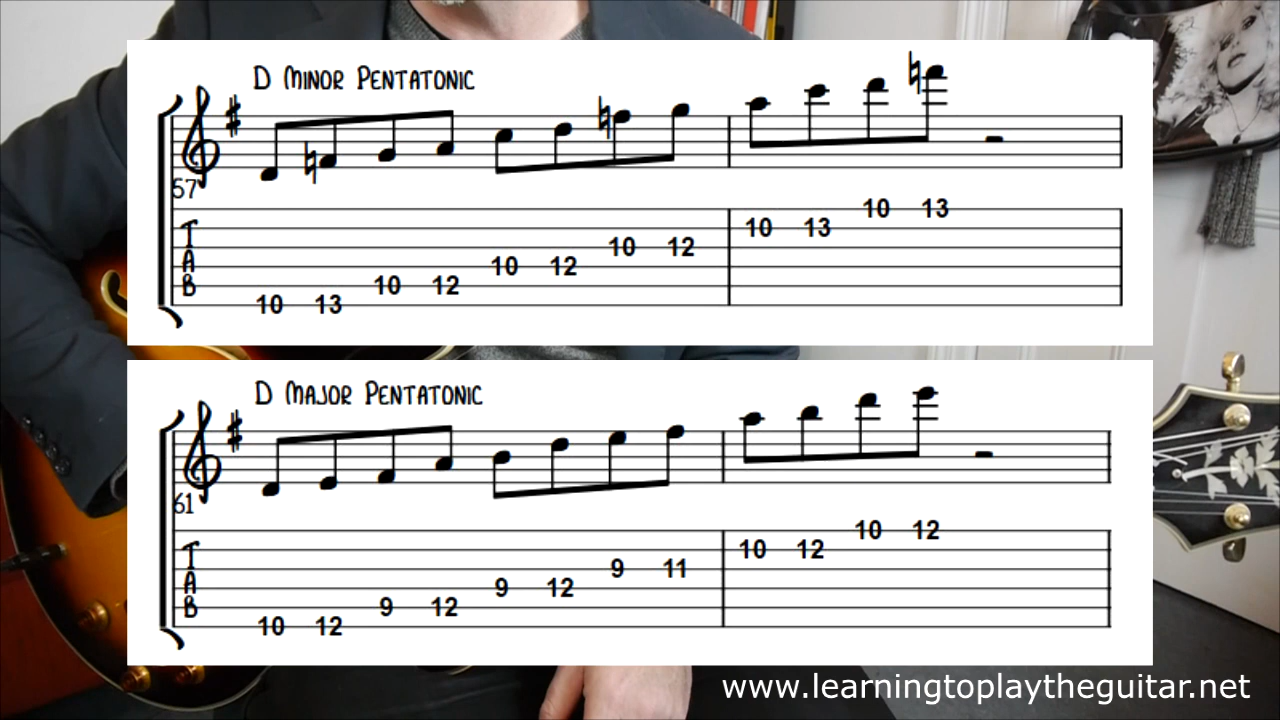 D Minor Pentatonic
57
10 13
T
10 13
10 12
A
10 12
10 12
B
10 13
D Major Pentatonic
61
10 12
T
10 12
9 11
A
9 12
9 12
B
10 12
www.learningtoplaytheguitar.net